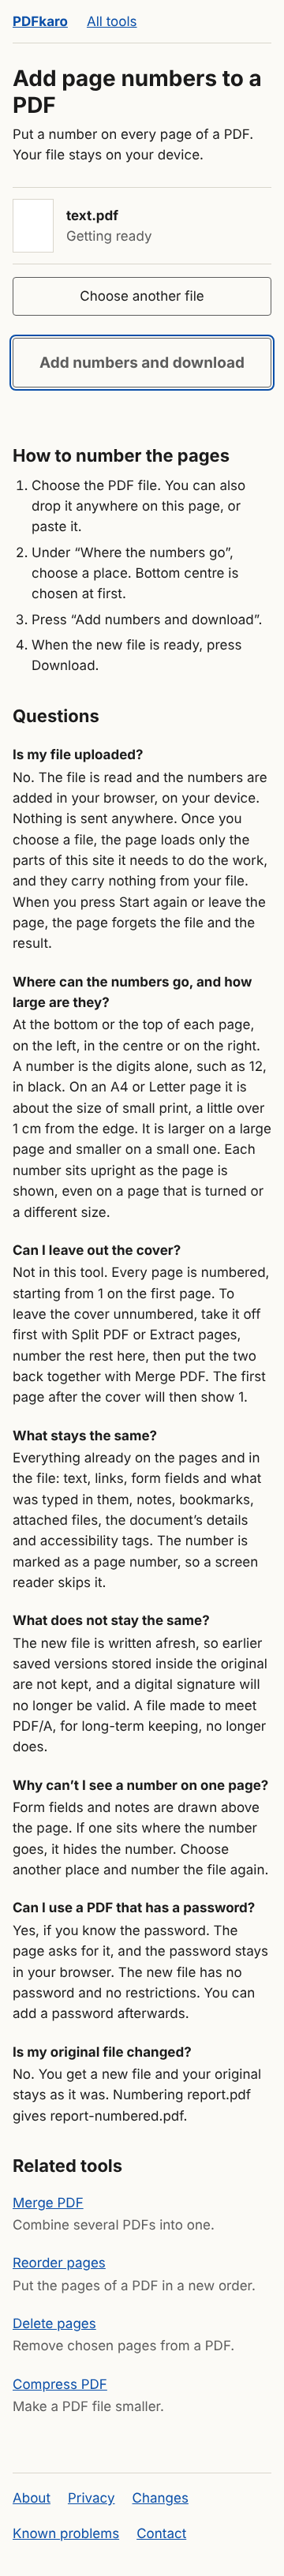 PDFkaro All tools
Add page numbers to a
PDF
Put a number on every page of a PDF.
Your file stays on your device.
text.pdf
Getting ready
Choose another file
Add numbers and download
How to number the pages
1. Choose the PDF file. You can also
drop it anywhere on this page, or
paste it.
2. Under “Where the numbers go”,
choose a place. Bottom centre is
chosen at first.
3. Press “Add numbers and download”.
4. When the new file is ready, press
Download.
Questions
Is my file uploaded?
No. The file is read and the numbers are
added in your browser, on your device.
Nothing is sent anywhere. Once you
choose a file, the page loads only the
parts of this site it needs to do the work,
and they carry nothing from your file.
When you press Start again or leave the
page, the page forgets the file and the
result.
Where can the numbers go, and how
large are they?
At the bottom or the top of each page,
on the left, in the centre or on the right.
A number is the digits alone, such as 12,
in black. On an A4 or Letter page it is
about the size of small print, a little over
1 cm from the edge. It is larger on a large
page and smaller on a small one. Each
number sits upright as the page is
shown, even on a page that is turned or
a different size.
Can I leave out the cover?
Not in this tool. Every page is numbered,
starting from 1 on the first page. To
leave the cover unnumbered, take it off
first with Split PDF or Extract pages,
number the rest here, then put the two
back together with Merge PDF. The first
page after the cover will then show 1.
What stays the same?
Everything already on the pages and in
the file: text, links, form fields and what
was typed in them, notes, bookmarks,
attached files, the document’s details
and accessibility tags. The number is
marked as a page number, so a screen
reader skips it.
What does not stay the same?
The new file is written afresh, so earlier
saved versions stored inside the original
are not kept, and a digital signature will
no longer be valid. A file made to meet
PDF/A, for long-term keeping, no longer
does.
Why can’t I see a number on one page?
Form fields and notes are drawn above
the page. If one sits where the number
goes, it hides the number. Choose
another place and number the file again.
Can I use a PDF that has a password?
Yes, if you know the password. The
page asks for it, and the password stays
in your browser. The new file has no
password and no restrictions. You can
add a password afterwards.
Is my original file changed?
No. You get a new file and your original
stays as it was. Numbering report.pdf
gives report-numbered.pdf.
Related tools
Merge PDF
Combine several PDFs into one.
Reorder pages
Put the pages of a PDF in a new order.
Delete pages
Remove chosen pages from a PDF.
Compress PDF
Make a PDF file smaller.
About Privacy Changes
Known problems Contact